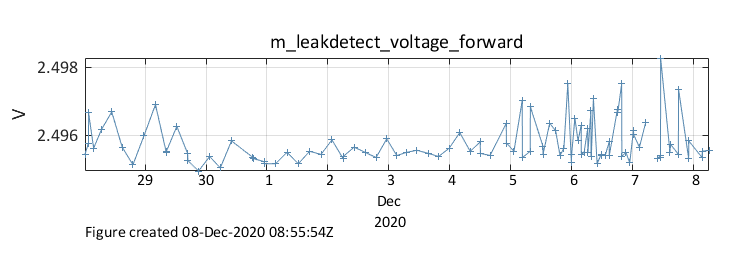 m_leakdetect_voltage_forward
2.498
2.496
V
29 30 1 2 3 4 5 6 7 8
Dec
2020
Figure created 08-Dec-2020 08:55:54Z